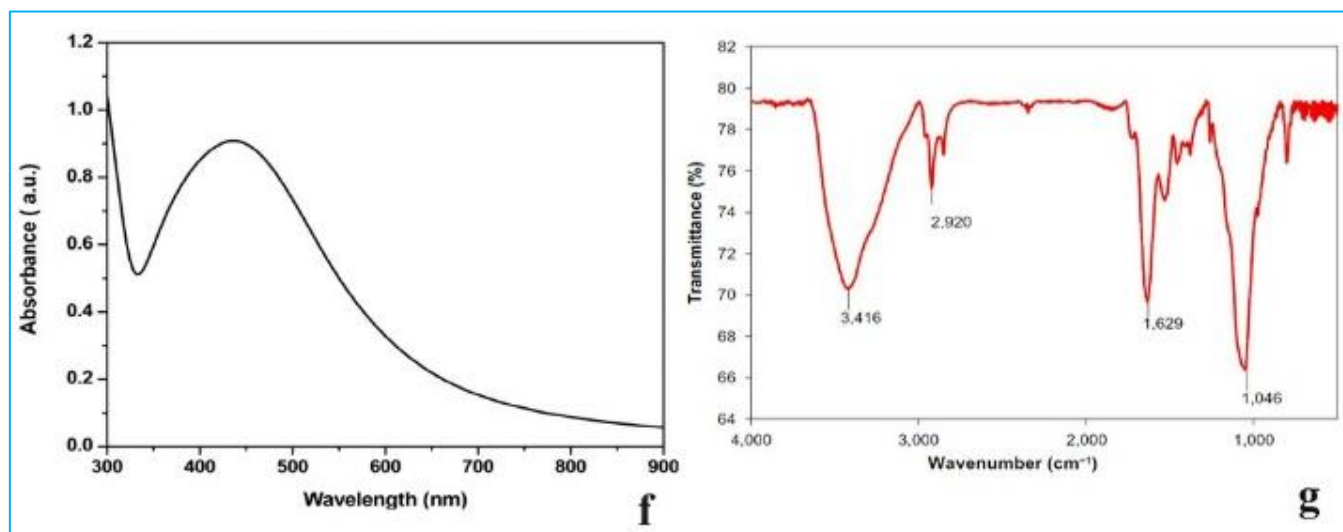 1.2
1.0
0.8
0.6
0.4
0.2
0.0
Absorbance ( a.u.)
300 400 500 600 700 800 900
Wavelength (nm)
f
82
80
78
76
74
72
70
68
66
64
Transmittance (%)
2,920
3,416
1,629
1,046
4,000 3,000 2,000 1,000
Wavenumber (cm⁻¹)
g